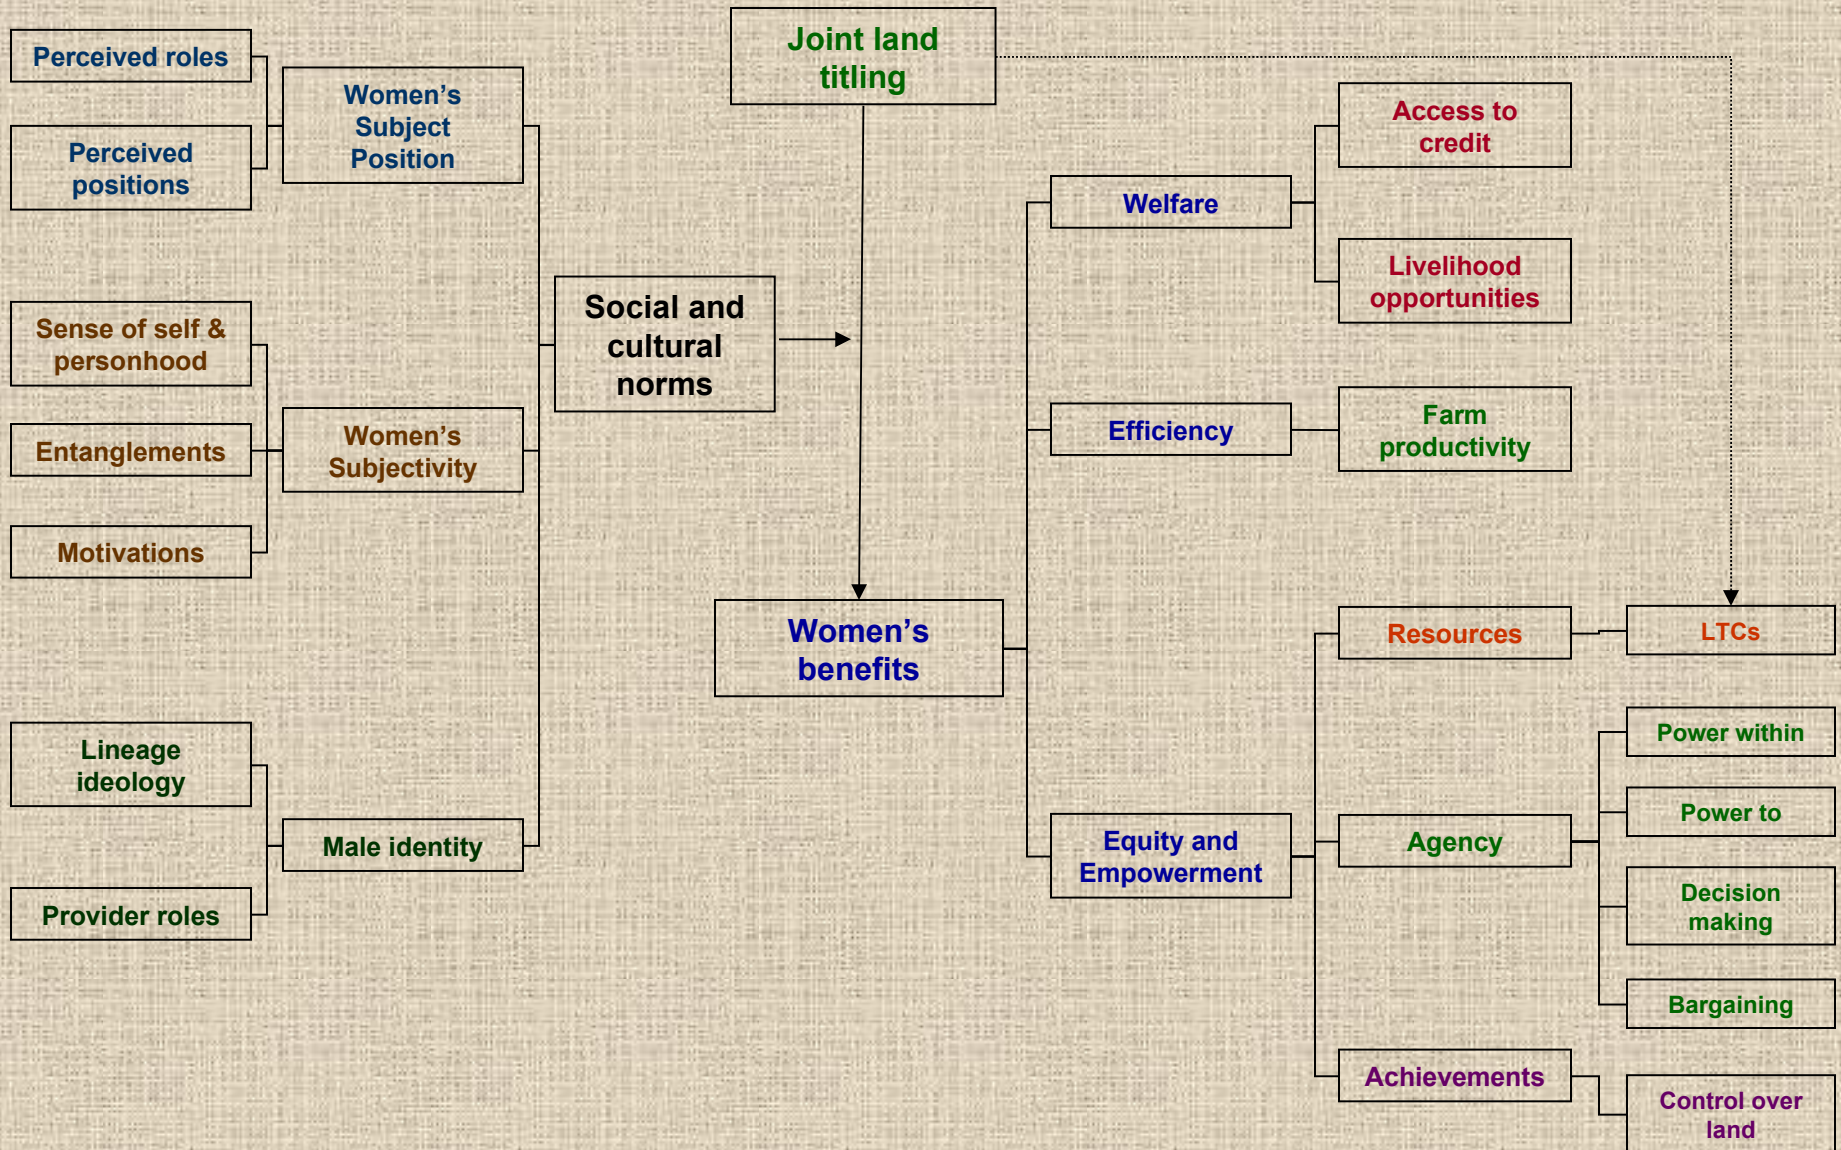 Joint land
titling
Perceived roles
Perceived
positions
Women’s
Subject
Position
Sense of self &
personhood
Entanglements
Motivations
Women’s
Subjectivity
Lineage
ideology
Provider roles
Male identity
Social and
cultural
norms
Women’s
benefits
Welfare
Access to
credit
Livelihood
opportunities
Efficiency
Farm
productivity
Equity and
Empowerment
Resources
LTCs
Agency
Power within
Power to
Decision
making
Bargaining
Achievements
Control over
land